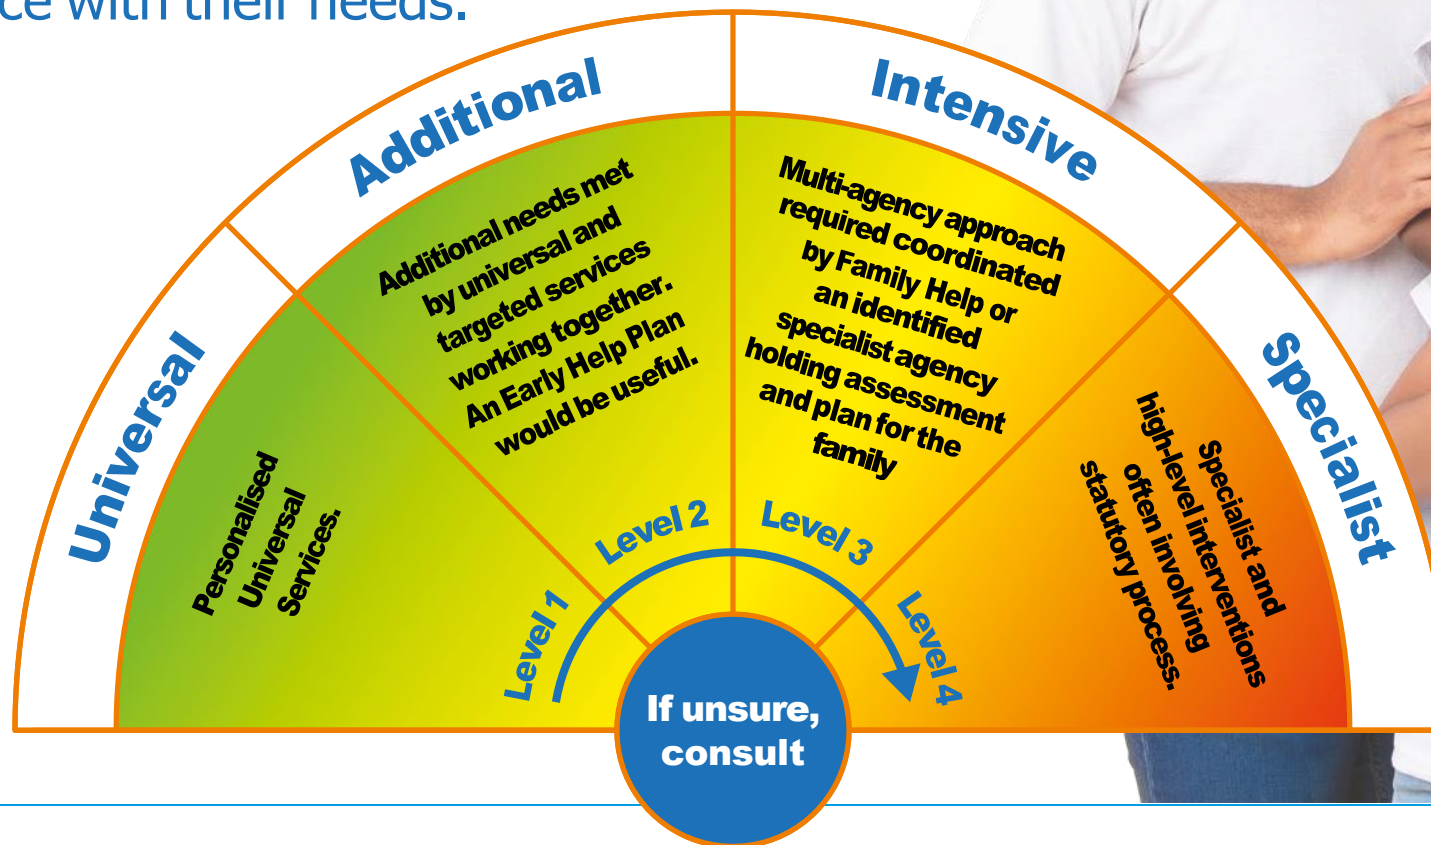 ce with their needs.
Universal
Additional
Intensive
Specialist
Personalised
Universal
Services.
Additional needs met
by universal and
targeted services
working together.
An Early Help Plan
would be useful.
Multi-agency approach
required coordinated
by Family Help or
an identified
specialist agency
holding assessment
and plan for the
family
Specialist and
high-level interventions
often involving
statutory process.
Level 1
Level 2
Level 3
Level 4
If unsure,
consult